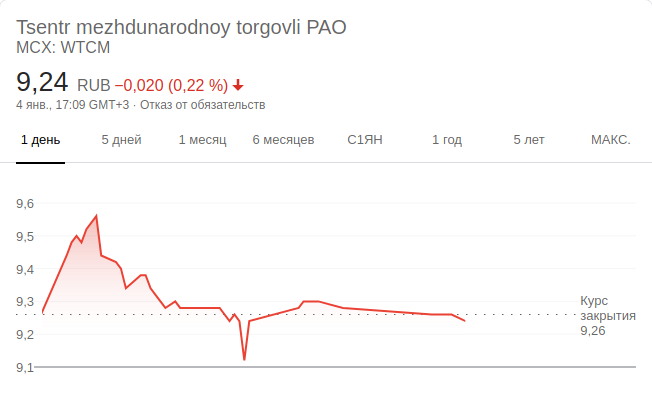 Tsentr mezhdunarodnoy torgovli PAO
MCX: WTCM
9,24 RUB −0,020 (0,22 %)
4 янв., 17:09 GMT+3 · Отказ от обязательств
1 день 5 дней 1 месяц 6 месяцев С1ЯН 1 год 5 лет МАКС.
9,6
9,5
9,4
9,3
9,2
9,1
Курс
закрытия
9,26